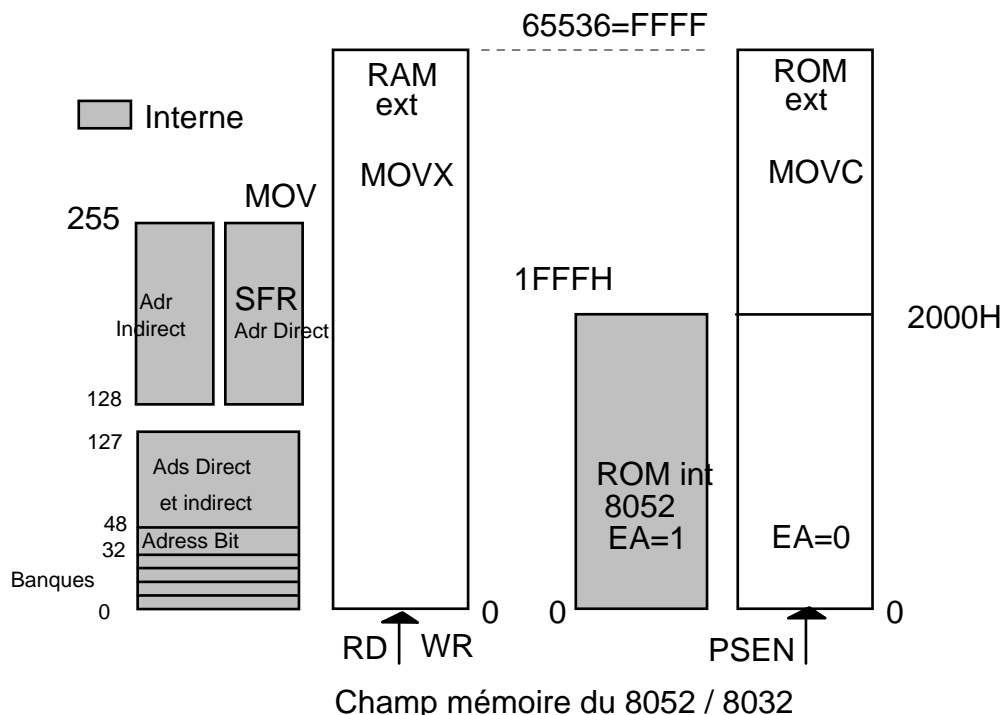 65536=FFFF
RAM
ext
ROM
ext
Interne
MOVX
MOVC
MOV
255
1FFFH
Adr
Indirect
SFR
Adr Direct
2000H
128
127
Ads Direct
et indirect
ROM int
8052
EA=1
EA=0
48
Adress Bit
32
Banques
0
0
0
0
RD
WR
PSEN
Champ mémoire du 8052 / 8032